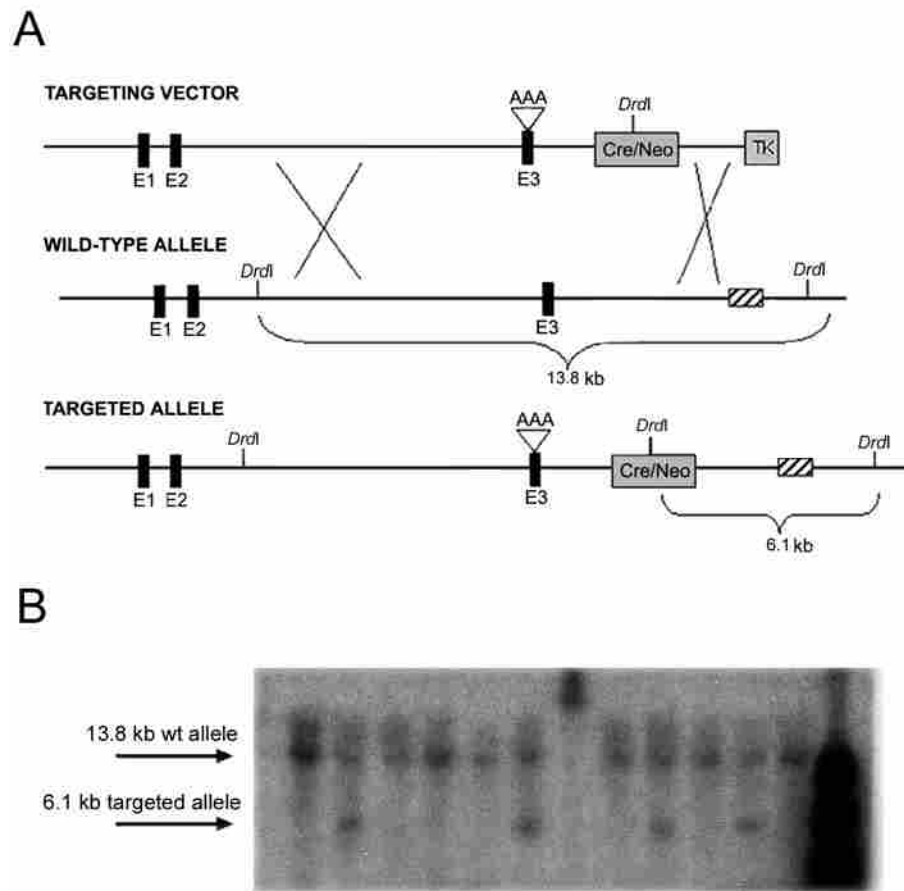 A
TARGETING VECTOR
AAA
DrdI
Cre/Neo
TK
E1 E2 E3
WILD-TYPE ALLELE
DrdI DrdI
E1 E2 E3
13.8 kb
TARGETED ALLELE
AAA
DrdI DrdI DrdI
Cre/Neo
E1 E2 E3
6.1 kb
B
13.8 kb wt allele
6.1 kb targeted allele